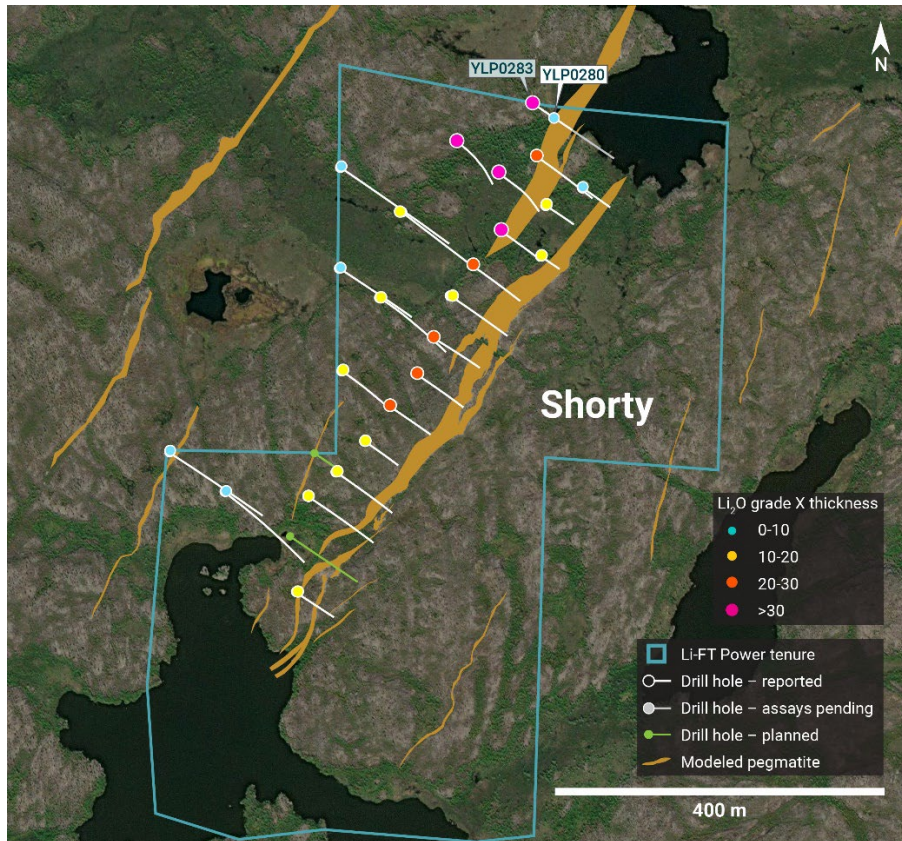 N
YLP0283
YLP0280
Shorty
Li₂O grade X thickness
0-10
10-20
20-30
>30
Li-FT Power tenure
Drill hole – reported
Drill hole – assays pending
Drill hole – planned
Modeled pegmatite
400 m